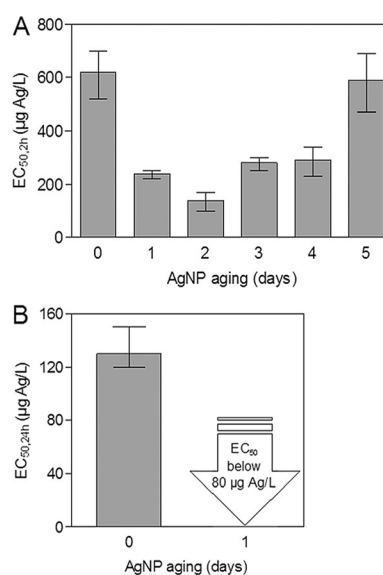 A
EC50,2h (µg Ag/L)
800
600
400
200
0
0 1 2 3 4 5
AgNP aging (days)
B
EC50,24h (µg Ag/L)
160
120
80
40
0
EC50
below
80 µg Ag/L
0 1
AgNP aging (days)